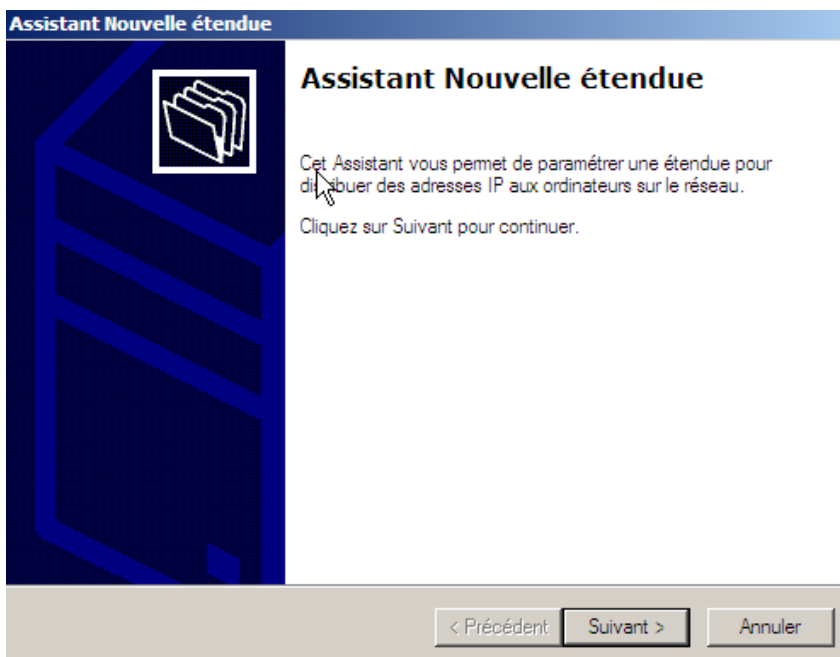 Assistant Nouvelle étendue
Assistant Nouvelle étendue
Cet Assistant vous permet de paramétrer une étendue pour
distribuer des adresses IP aux ordinateurs sur le réseau.
Cliquez sur Suivant pour continuer.
< Précédent Suivant > Annuler